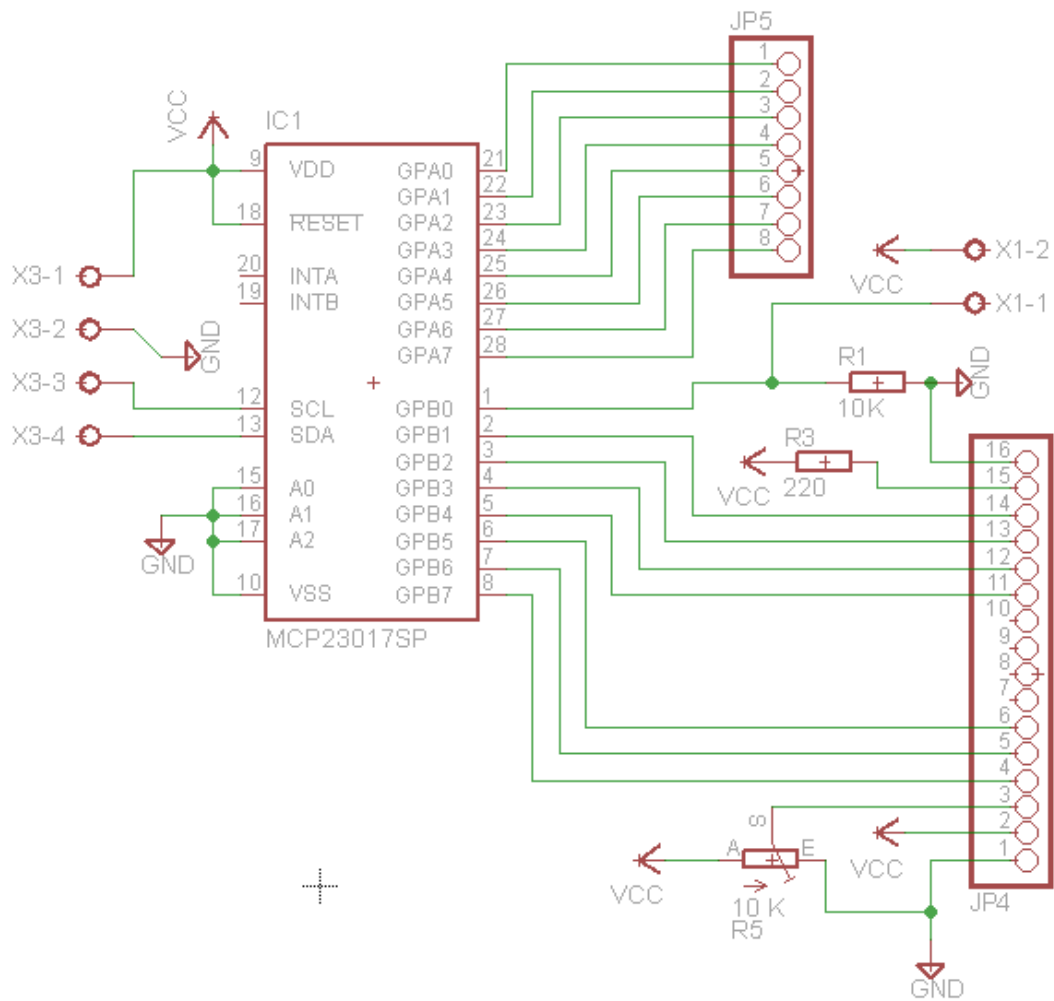 JP5
1
2
3
4
5
6
7
8
VCC
IC1
9 VDD GPA0 21
GPA1 22
18 RESET GPA2 23
GPA3 24
20 INTA GPA4 25
19 INTB GPA5 26
GPA6 27
GPA7 28
12 SCL GPB0 1
13 SDA GPB1 2
GPB2 3
15 A0 GPB3 4
16 A1 GPB4 5
17 A2 GPB5 6
GPB6 7
10 VSS GPB7 8
MCP23017SP
X3-1
X3-2
GND
X3-3
X3-4
GND
X1-2
VCC
X1-1
R1
10K
GND
R3
VCC
220
16
15
14
13
12
11
10
9
8
7
6
5
4
3
2
1
JP4
S
A E
VCC
10 K
R5
VCC
GND